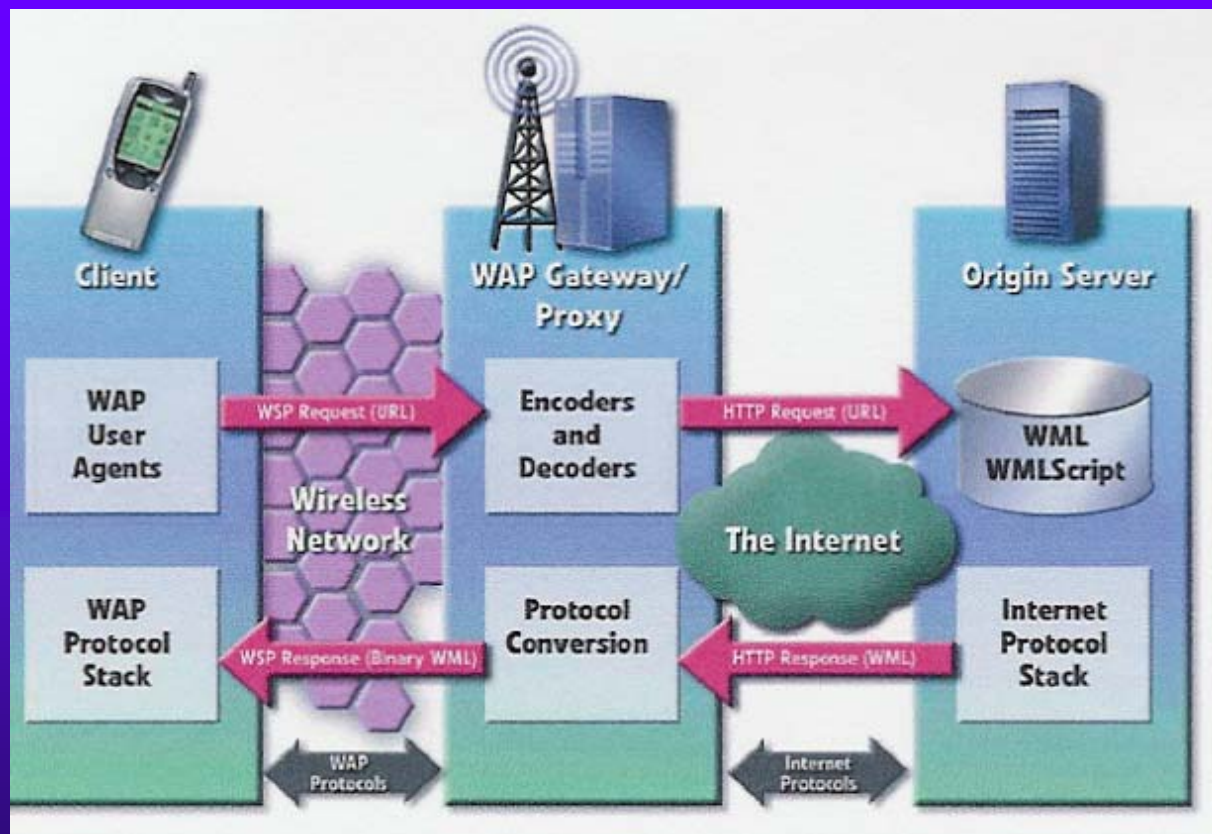 Client
WAP Gateway/
Proxy
Origin Server
WAP
User
Agents
WSP Request (URL)
Encoders
and
Decoders
HTTP Request (URL)
WML
WMLScript
Wireless
Network
The Internet
WAP
Protocol
Stack
WSP Response (Binary WML)
Protocol
Conversion
HTTP Response (WML)
Internet
Protocol
Stack
WAP
Protocols
Internet
Protocols